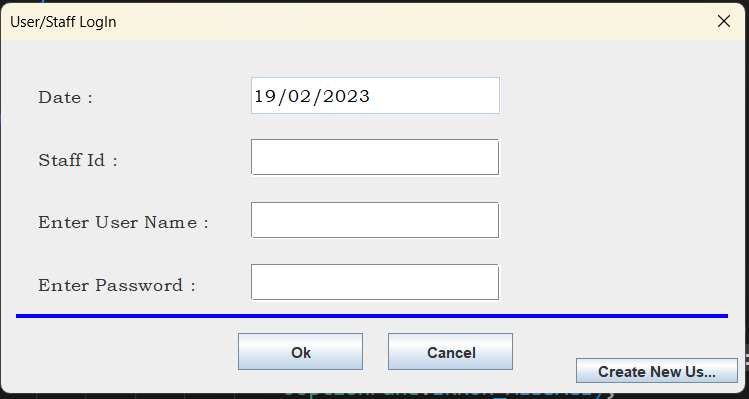 User/Staff LogIn
Date :
19/02/2023
Staff Id :
Enter User Name :
Enter Password :
Ok
Cancel
Create New Us...